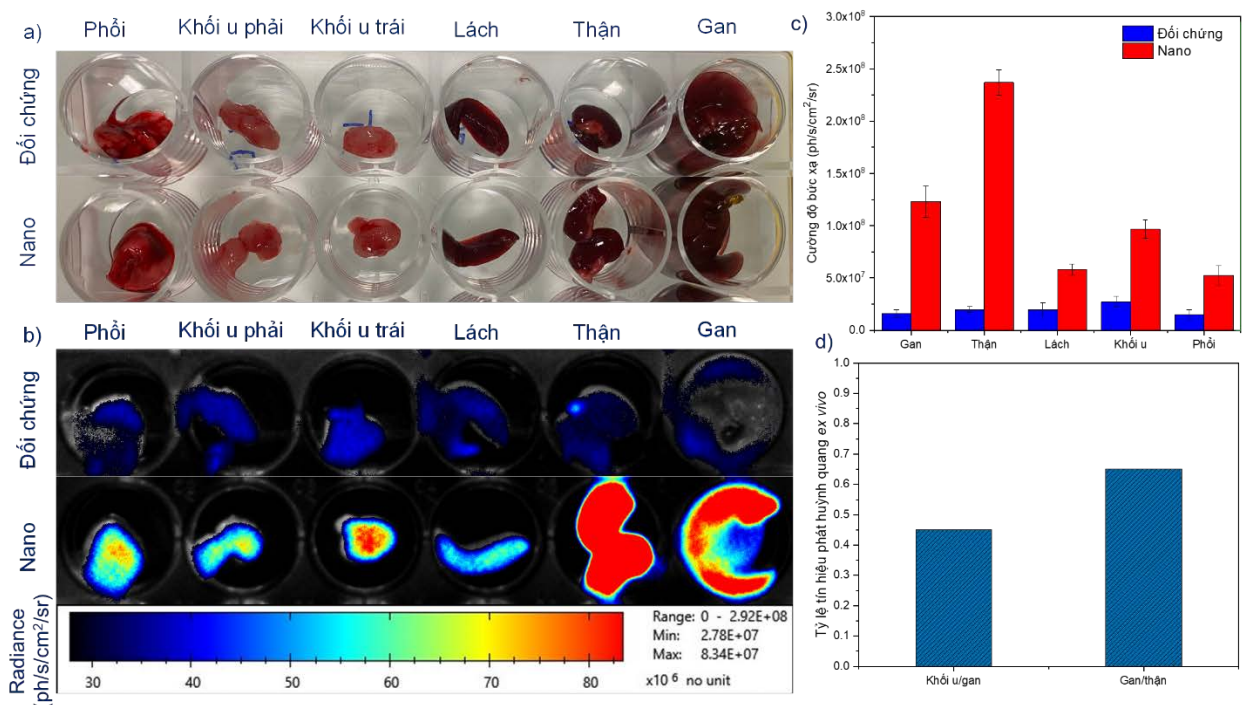 a)
Phổi Khối u phải Khối u trái Lách Thận Gan
Đối chứng
Nano
b)
Phổi Khối u phải Khối u trái Lách Thận Gan
Đối chứng
Nano
Radiance
(ph/s/cm²/sr)
30 40 50 60 70 80
Range: 0 - 2.92E+08
Min: 2.78E+07
Max: 8.34E+07
x10⁶ no unit
c)
Cường độ bức xạ (ph/s/cm²/sr)
3.0x10⁸
2.5x10⁸
2.0x10⁸
1.5x10⁸
1.0x10⁸
5.0x10⁷
0.0
Đối chứng
Nano
Gan Thận Lách Khối u Phổi
d)
Tỷ lệ tín hiệu phát huỳnh quang ex vivo
1.0
0.9
0.8
0.7
0.6
0.5
0.4
0.3
0.2
0.1
0.0
Khối u/gan Gan/thận